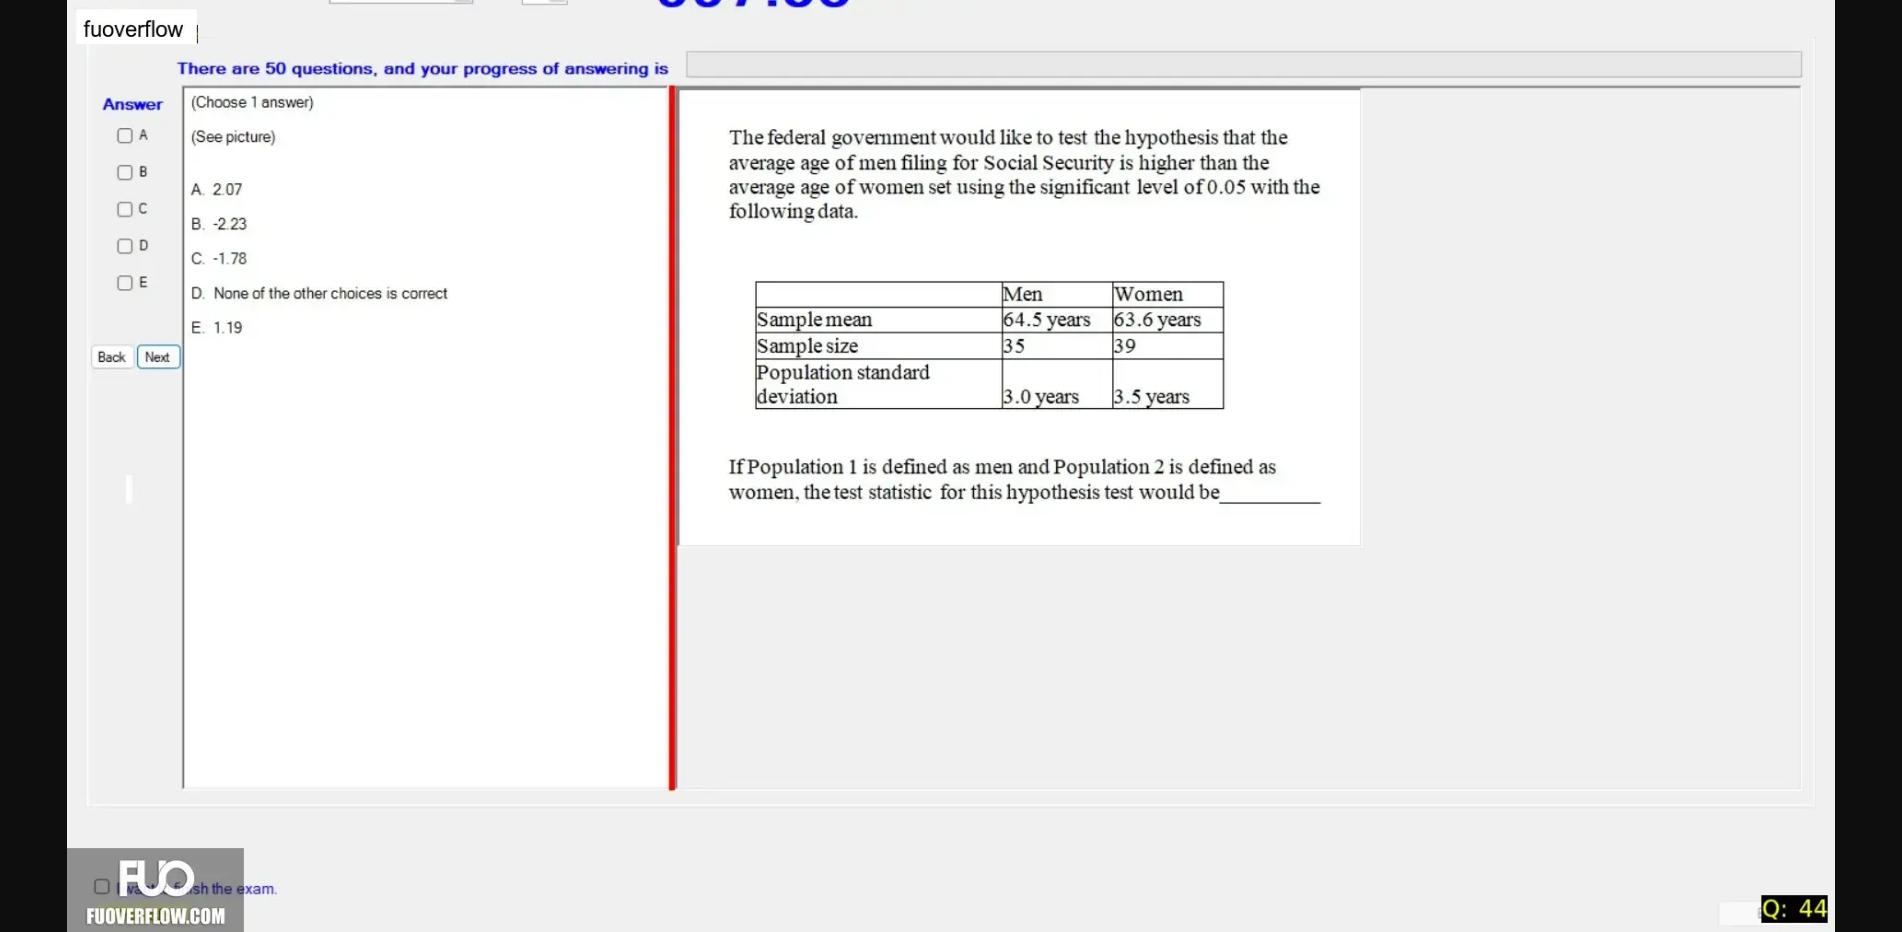 fuoverflow
There are 50 questions, and your progress of answering is
Answer
A
B
C
D
E
Back Next
(Choose 1 answer)
(See picture)
A. 2.07
B. -2.23
C. -1.78
D. None of the other choices is correct
E. 1.19
The federal government would like to test the hypothesis that the
average age of men filing for Social Security is higher than the
average age of women set using the significant level of 0.05 with the
following data.
Men Women
Sample mean 64.5 years 63.6 years
Sample size 35 39
Population standard
deviation 3.0 years 3.5 years
If Population 1 is defined as men and Population 2 is defined as
women, the test statistic for this hypothesis test would be__________
the exam.
FUO
FUOVERFLOW.COM
Q: 44